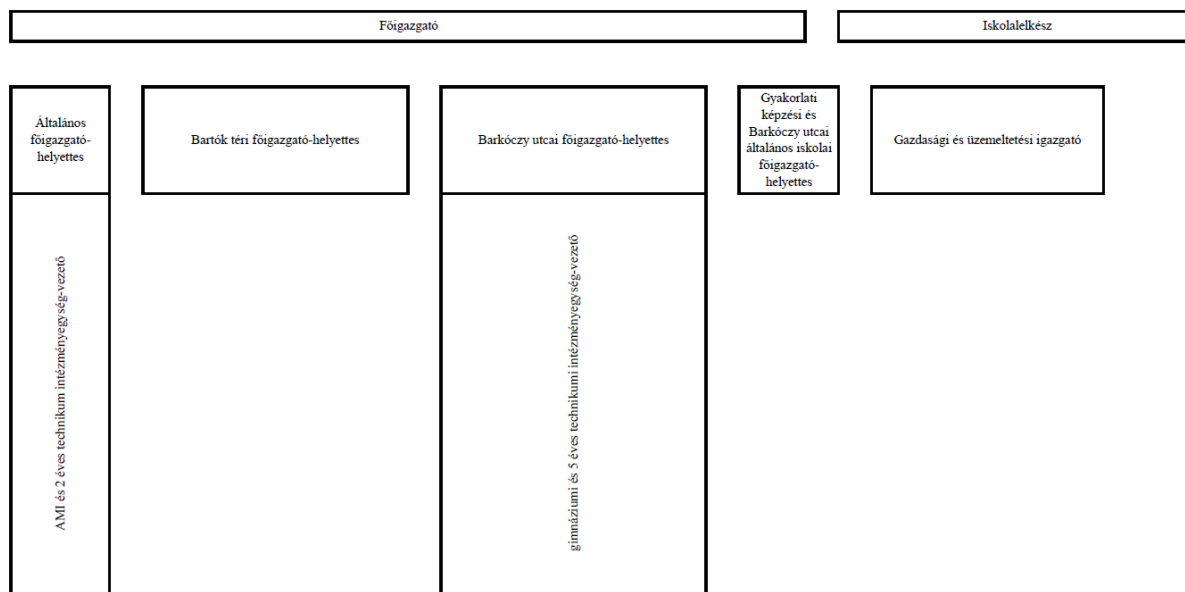 Főigazgató
Iskolalelkész
Általános
főigazgató-
helyettes
Bartók téri főigazgató-helyettes
Barkóczy utcai főigazgató-helyettes
Gyakorlati
képzési és
Barkóczy utcai
általános iskolai
főigazgató-
helyettes
Gazdasági és üzemeltetési igazgató
AMI és 2 éves technikum intézményegység-vezető
gimnáziumi és 5 éves technikumi intézményegység-vezető